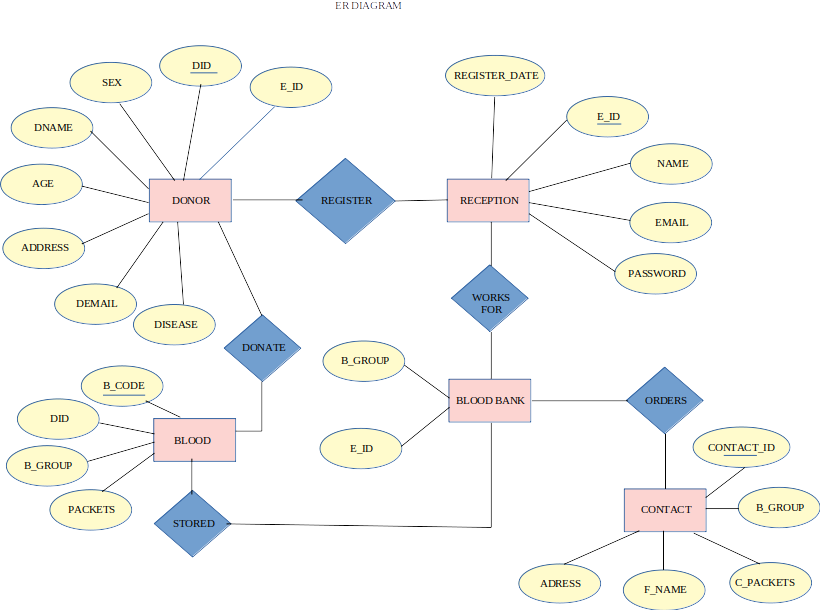 ER DIAGRAM
DID
REGISTER_DATE
SEX
E_ID
E_ID
DNAME
NAME
AGE
DONOR
REGISTER
RECEPTION
EMAIL
ADDRESS
PASSWORD
DEMAIL
WORKS
FOR
DISEASE
DONATE
B_GROUP
B_CODE
BLOOD BANK
ORDERS
DID
BLOOD
E_ID
CONTACT_ID
B_GROUP
PACKETS
STORED
CONTACT
B_GROUP
ADRESS
F_NAME
C_PACKETS